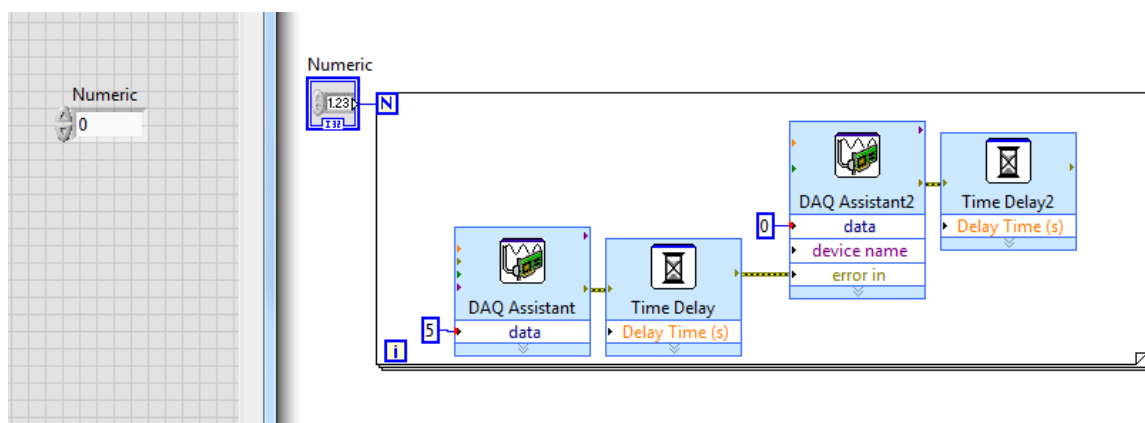 Numeric
0
Numeric
1.23
I32
N
DAQ Assistant2
data
device name
error in
0
Time Delay2
Delay Time (s)
DAQ Assistant
data
5
Time Delay
Delay Time (s)
i